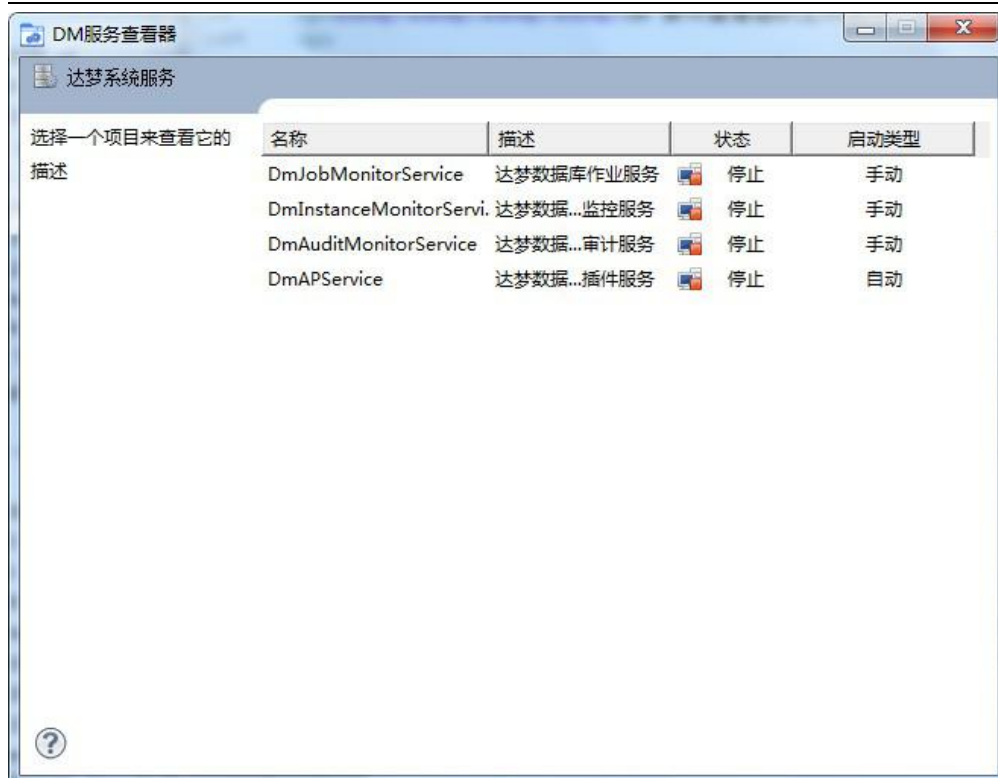 DM服务查看器
达梦系统服务
选择一个项目来查看它的
描述
名称 描述 状态 启动类型
DmJobMonitorService 达梦数据库作业服务 停止 手动
DmInstanceMonitorServi. 达梦数据...监控服务 停止 手动
DmAuditMonitorService 达梦数据...审计服务 停止 手动
DmAPService 达梦数据...插件服务 停止 自动
?